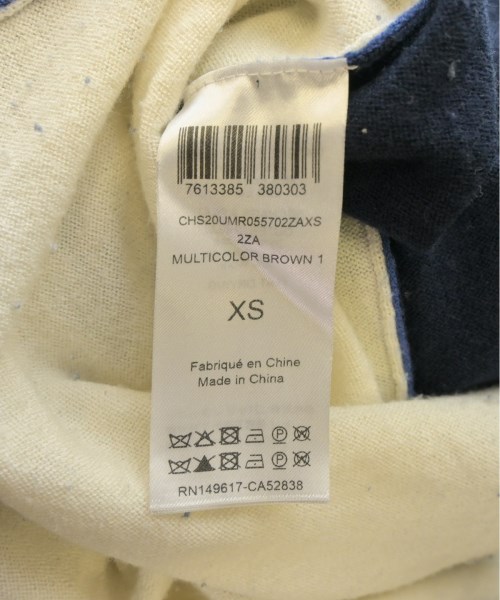 7613385 380303
CHS20UMR055702ZAXS
2ZA
MULTICOLOR BROWN 1
XS
Fabriqué en Chine
Made in China
RN149617-CA52838